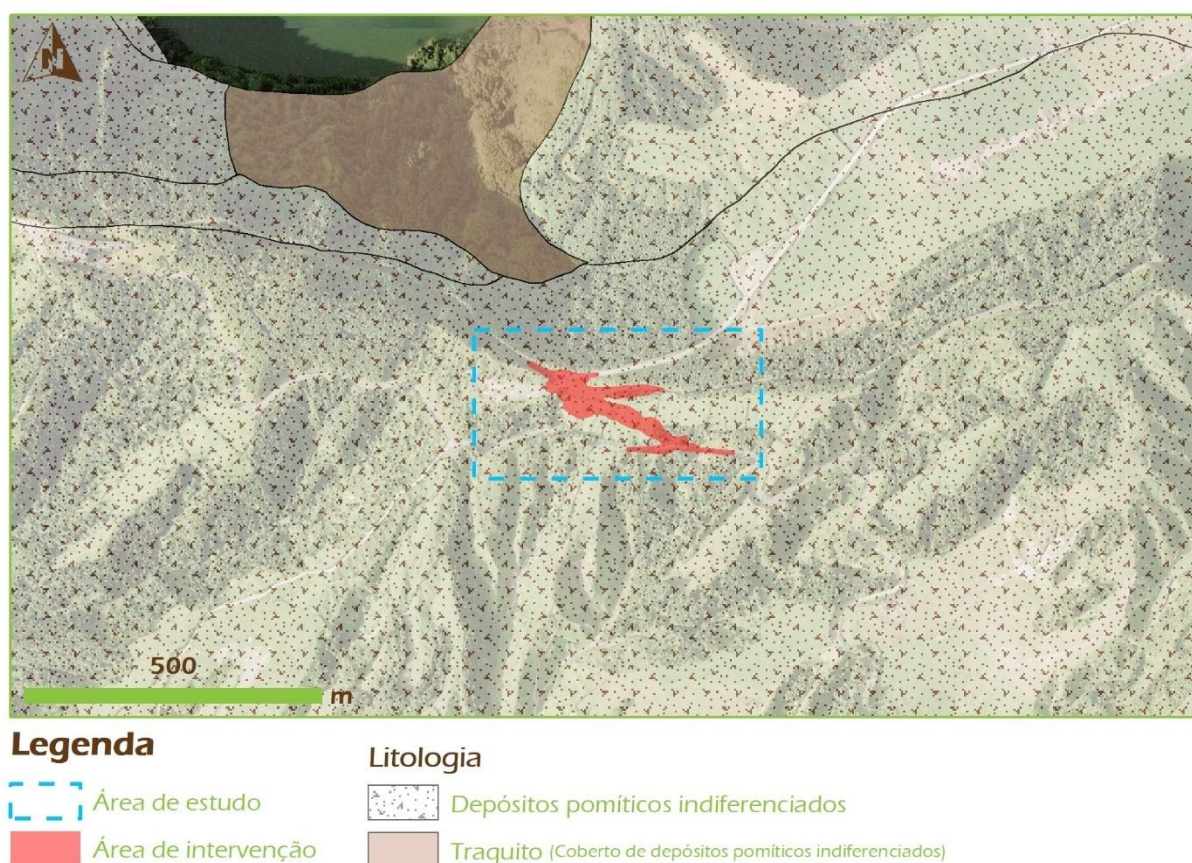 N
500
m
Legenda
Litologia
Área de estudo
Depósitos pomíticos indiferenciados
Área de intervenção
Traquito (Coberto de depósitos pomíticos indiferenciados)